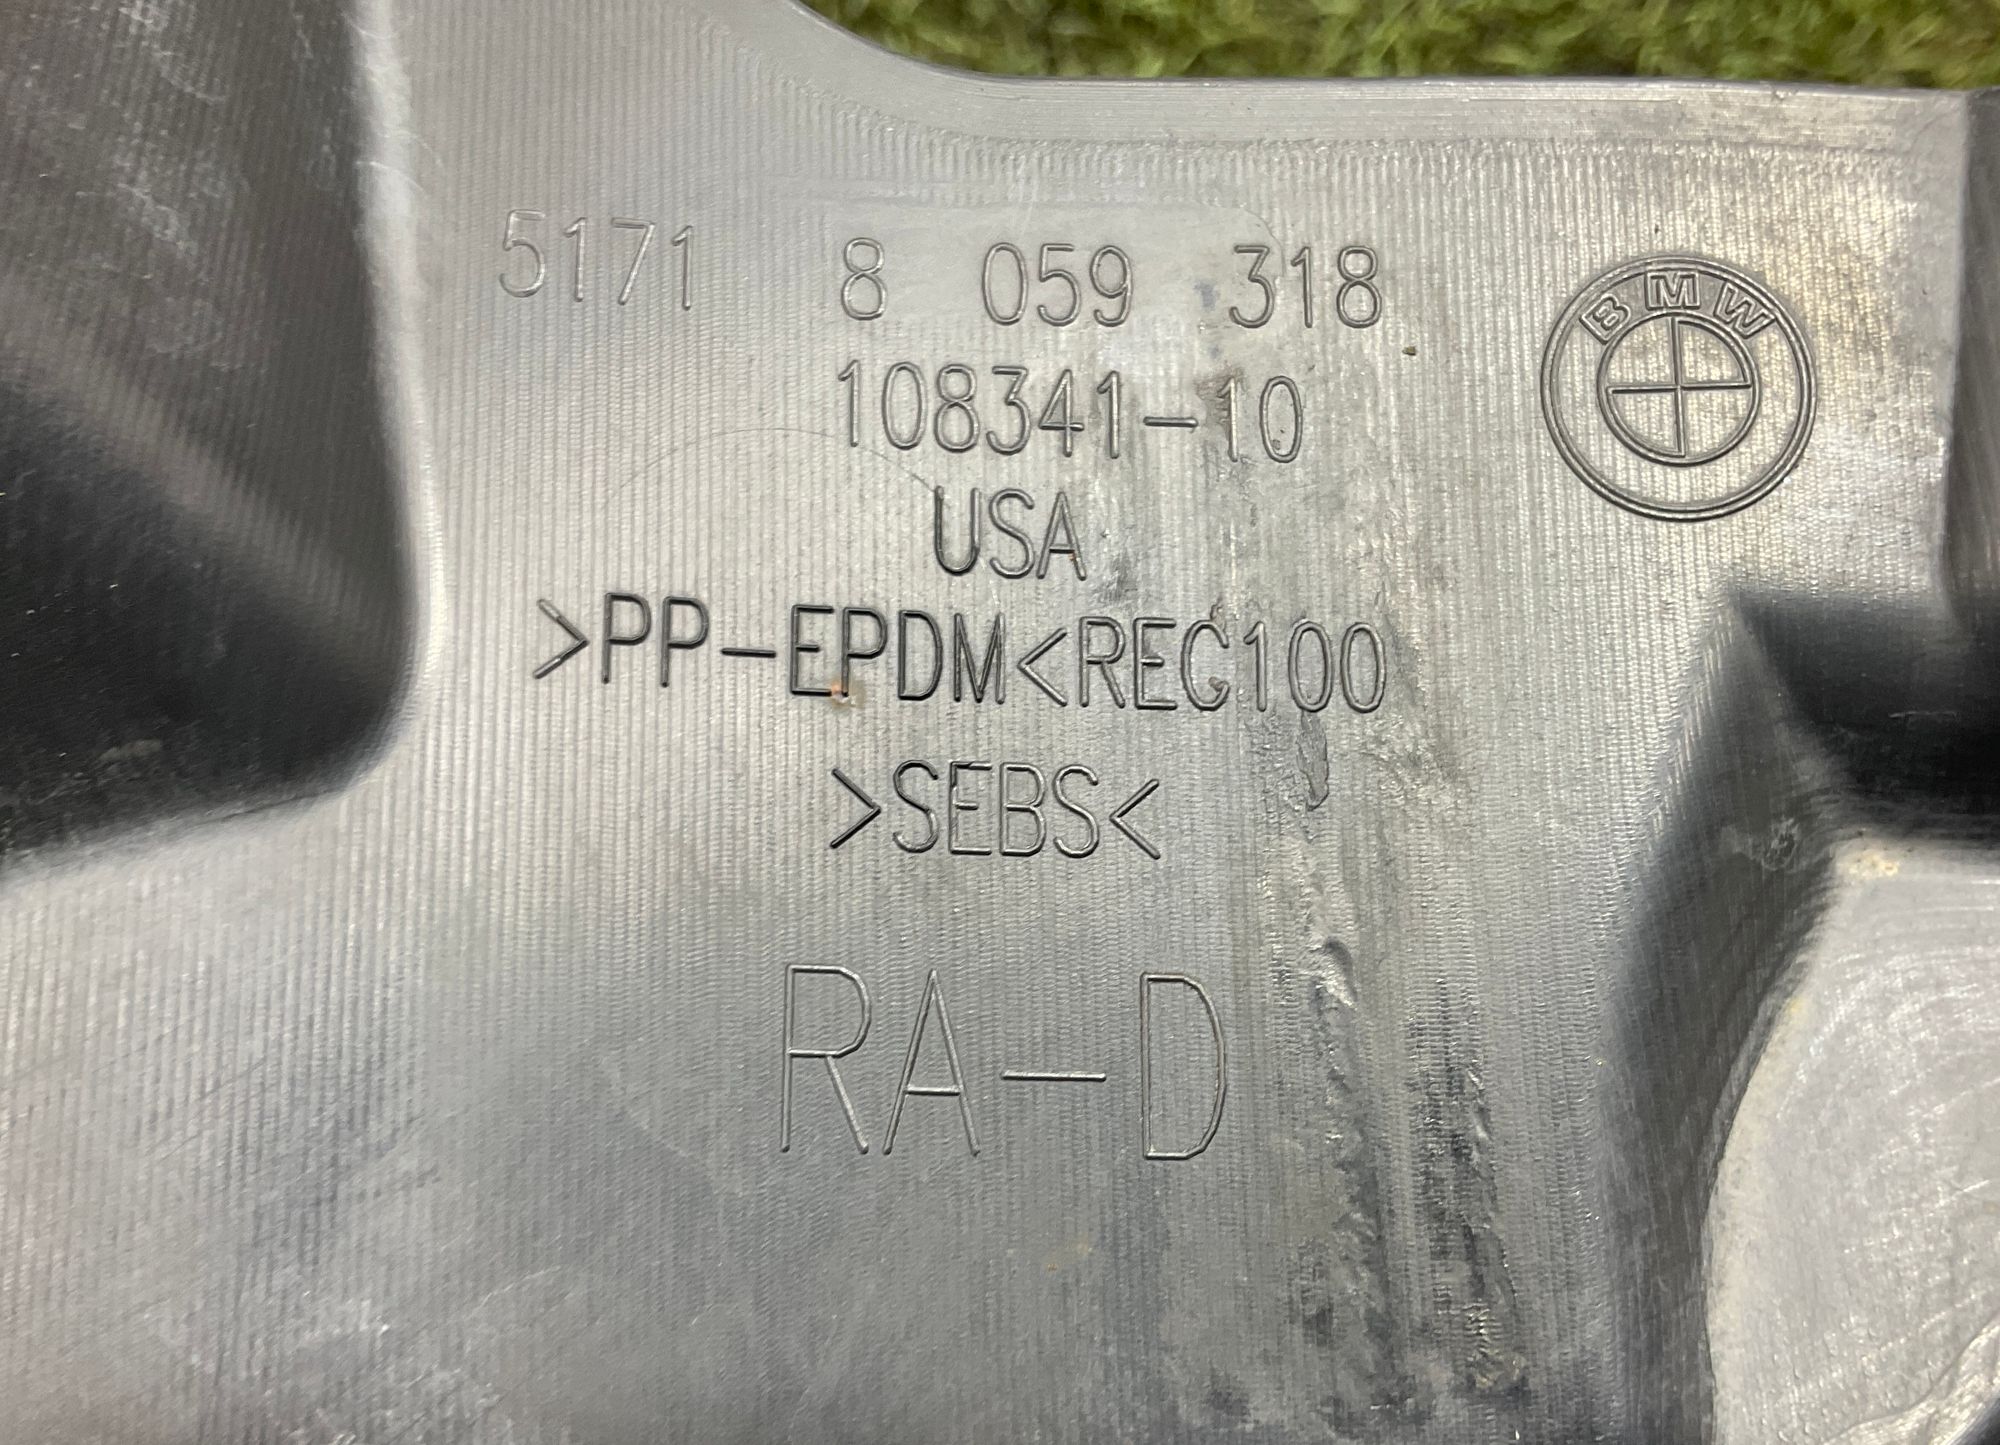 5171 8 059 318
BMW
108341-10
USA
>PP-EPDM<REC100
>SEBS<
RA-D